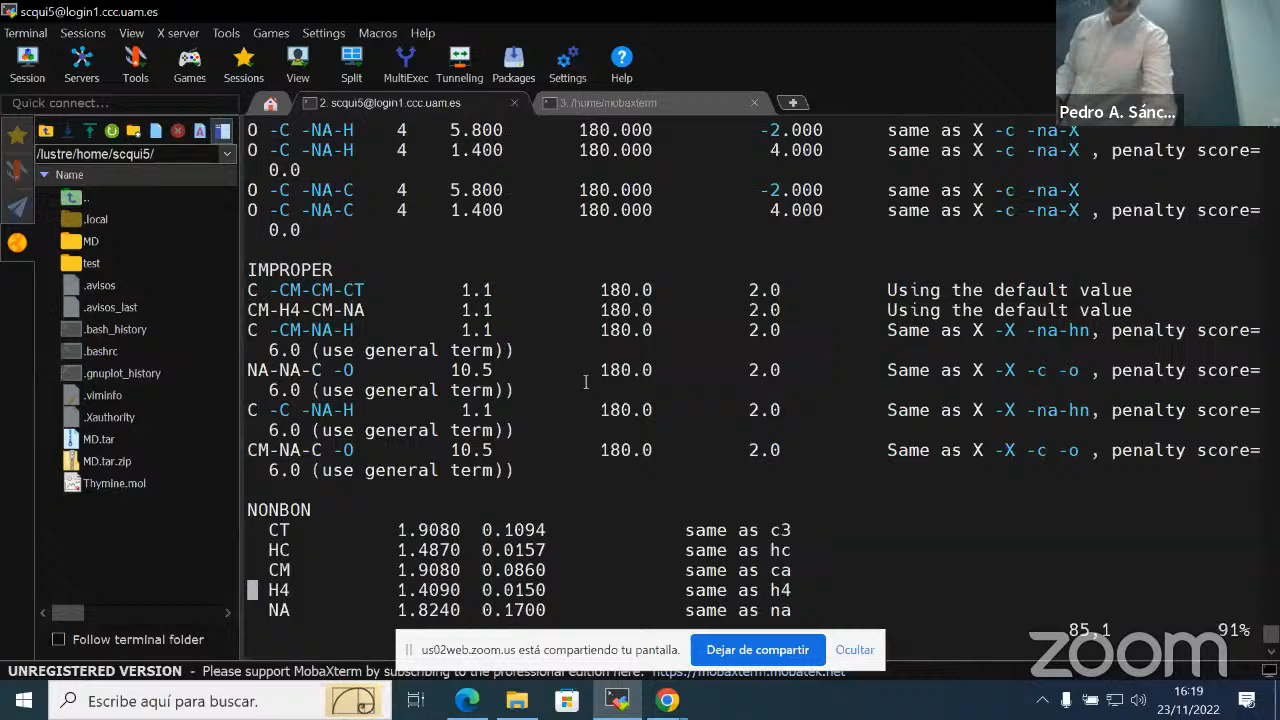 scqui5@login1.ccc.uam.es
Terminal Sessions View X server Tools Games Settings Macros Help
Session Servers Tools Games Sessions View Split MultiExec Tunneling Packages Settings Help
Pedro A. Sánc...
Quick connect...
2. scqui5@login1.ccc.uam.es
3. /home/mobaxterm
/lustre/home/scqui5/
Name
..
.local
MD
test
.avisos
.avisos_last
.bash_history
.bashrc
.gnuplot_history
.viminfo
.Xauthority
MD.tar
MD.tar.zip
Thymine.mol
Follow terminal folder
O -C -NA-H 4 5.800 180.000 -2.000 same as X -c -na-X
O -C -NA-H 4 1.400 180.000 4.000 same as X -c -na-X , penalty score=
0.0
O -C -NA-C 4 5.800 180.000 -2.000 same as X -c -na-X
O -C -NA-C 4 1.400 180.000 4.000 same as X -c -na-X , penalty score=
0.0
IMPROPER
C -CM-CM-CT 1.1 180.0 2.0 Using the default value
CM-H4-CM-NA 1.1 180.0 2.0 Using the default value
C -CM-NA-H 1.1 180.0 2.0 Same as X -X -na-hn, penalty score=
6.0 (use general term))
NA-NA-C -O 10.5 180.0 2.0 Same as X -X -c -o , penalty score=
6.0 (use general term))
C -C -NA-H 1.1 180.0 2.0 Same as X -X -na-hn, penalty score=
6.0 (use general term))
CM-NA-C -O 10.5 180.0 2.0 Same as X -X -c -o , penalty score=
6.0 (use general term))
NONBON
CT 1.9080 0.1094 same as c3
HC 1.4870 0.0157 same as hc
CM 1.9080 0.0860 same as ca
H4 1.4090 0.0150 same as h4
NA 1.8240 0.1700 same as na
85,1 91%
us02web.zoom.us está compartiendo tu pantalla. Dejar de compartir Ocultar
zoom
UNREGISTERED VERSION - Please support MobaXterm by subscribing to the professional edition here: https://mobaxterm.mobatek.net
Escribe aquí para buscar.
16:19
23/11/2022